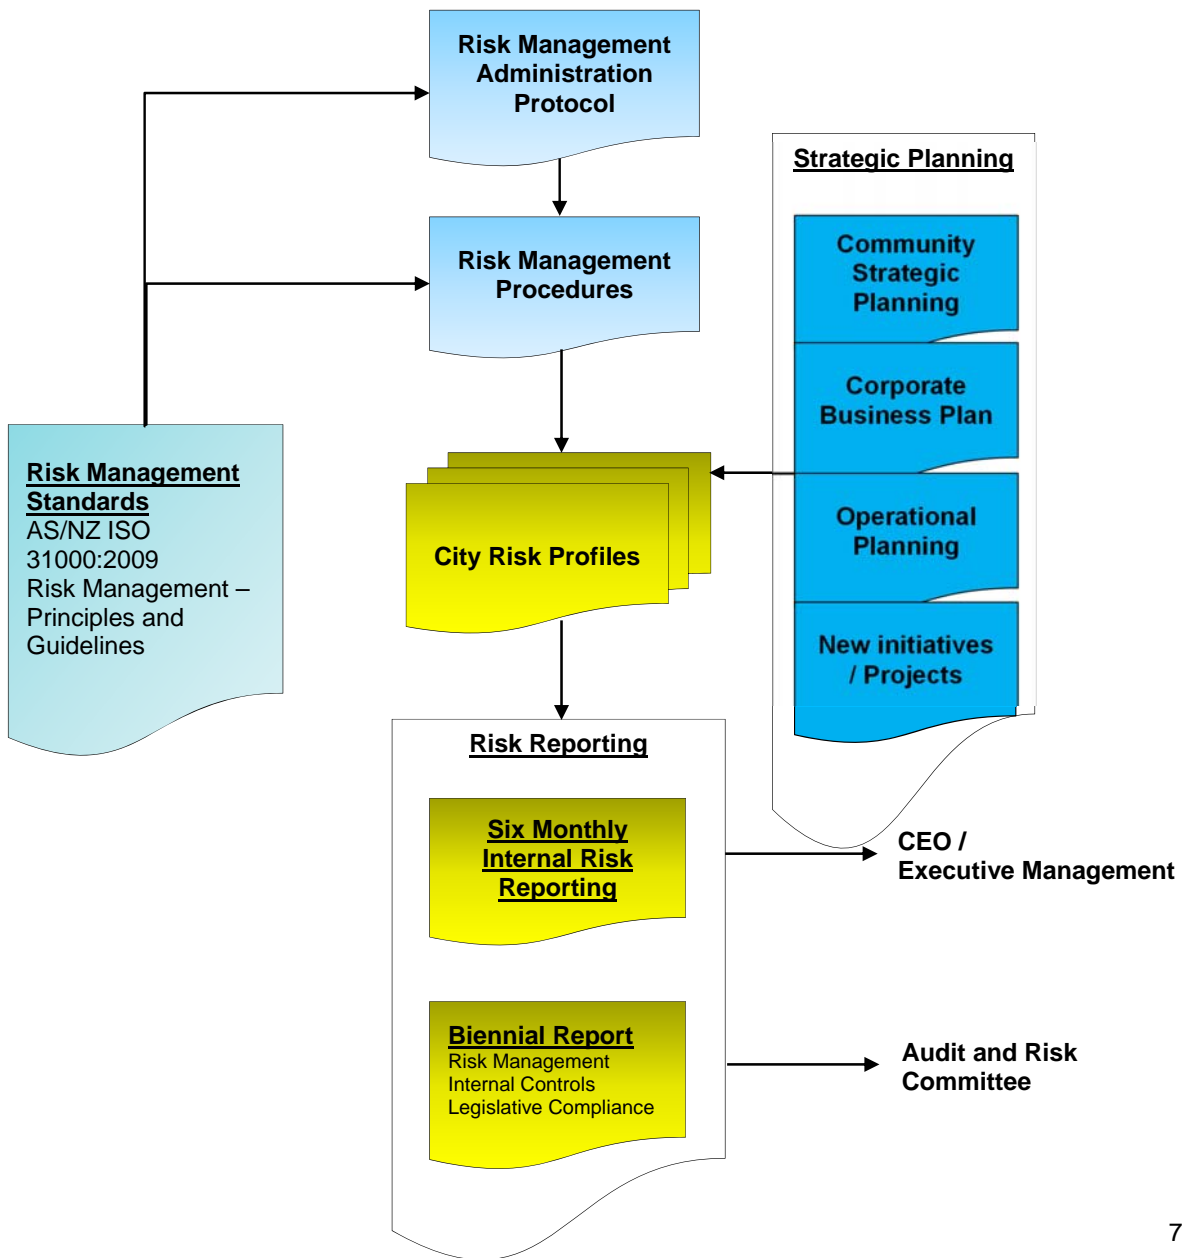 Risk Management
Administration
Protocol
Strategic Planning
Community
Strategic
Planning
Risk Management
Procedures
Corporate
Business Plan
Risk Management
Standards
AS/NZ ISO
31000:2009
Risk Management –
Principles and
Guidelines
City Risk Profiles
Operational
Planning
New initiatives
/ Projects
Risk Reporting
Six Monthly
Internal Risk
Reporting
CEO /
Executive Management
Biennial Report
Risk Management
Internal Controls
Legislative Compliance
Audit and Risk
Committee
7